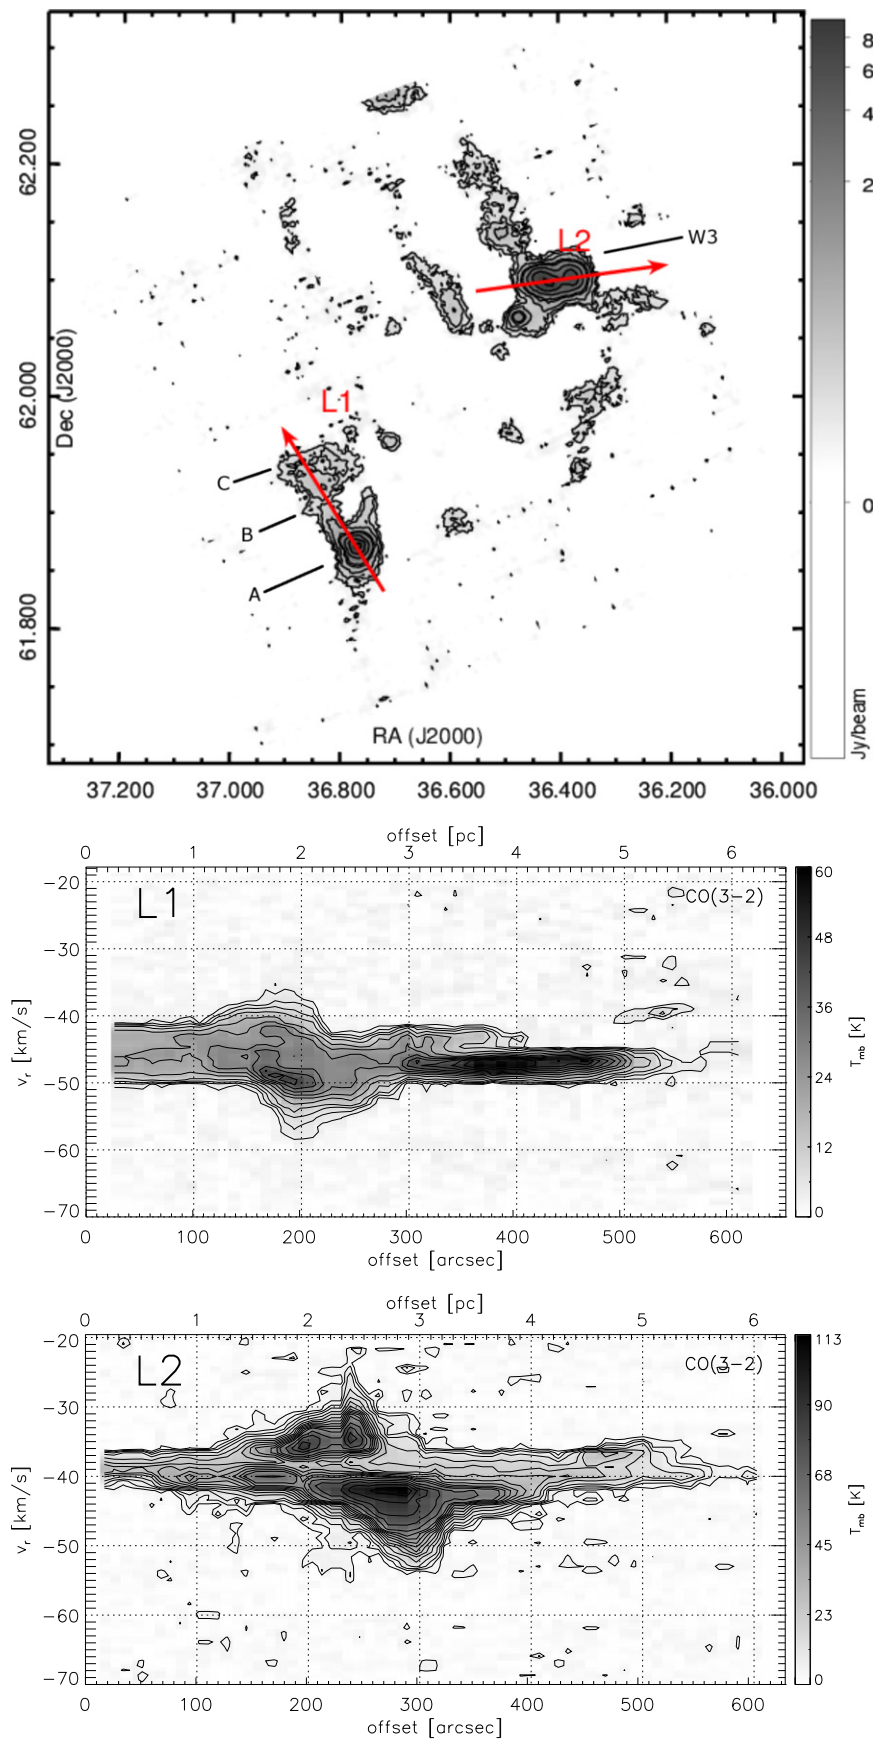 8
6
4
2
0
Jy/beam
62.200
62.000
61.800
Dec (J2000)
L2
W3
L1
C
B
A
RA (J2000)
37.200 37.000 36.800 36.600 36.400 36.200 36.000
offset [pc]
0 1 2 3 4 5 6
L1
CO(3-2)
-20
-30
-40
-50
-60
-70
v_r [km/s]
60
48
36
24
12
0
T_mb [K]
0 100 200 300 400 500 600
offset [arcsec]
offset [pc]
0 1 2 3 4 5 6
L2
CO(3-2)
-20
-30
-40
-50
-60
-70
v_r [km/s]
113
90
68
45
23
0
T_mb [K]
0 100 200 300 400 500 600
offset [arcsec]